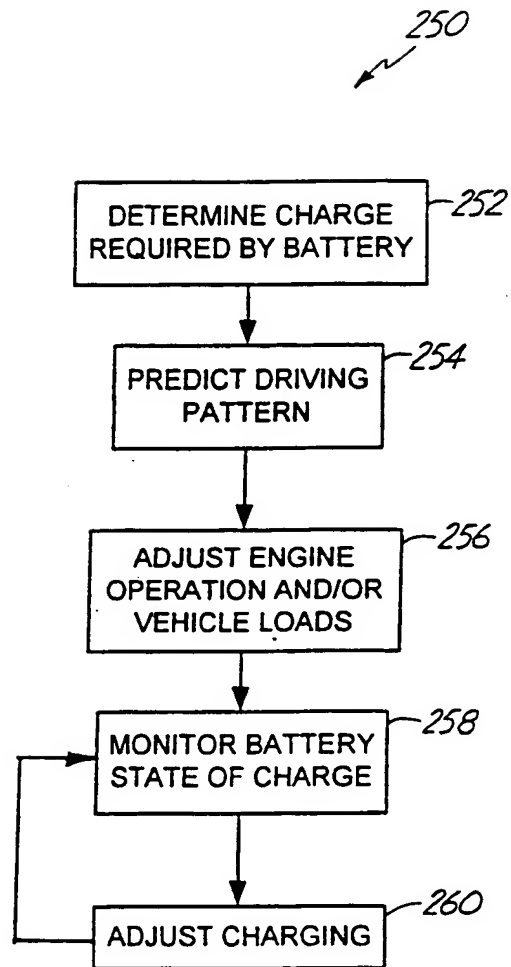 250
DETERMINE CHARGE
REQUIRED BY BATTERY
252
PREDICT DRIVING
PATTERN
254
ADJUST ENGINE
OPERATION AND/OR
VEHICLE LOADS
256
MONITOR BATTERY
STATE OF CHARGE
258
ADJUST CHARGING
260